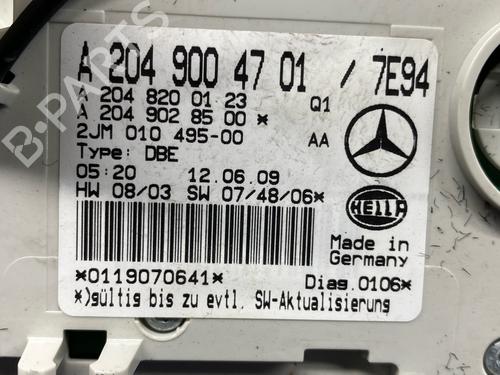 A 204 900 47 01 / 7E94
A 204 820 01 23 Q1
A 204 902 85 00 *
2JM 010 495-00 AA
Type: DBE
05:20 12.06.09
HW 08/03 SW 07/48/06*
HELLA
Made in
Germany
*0119070641* Diag.0106*
*)gültig bis zu evtl. SW-Aktualisierung
B-PARTS